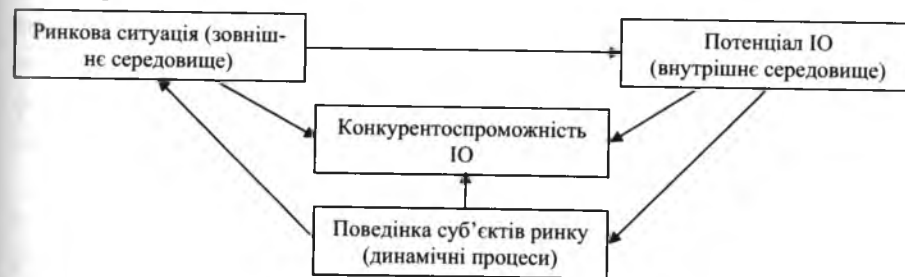 Ринкова ситуація (зовніш-
нє середовище)
Потенціал ІО
(внутрішнє середовище)
Конкурентоспроможність
ІО
Поведінка суб’єктів ринку
(динамічні процеси)